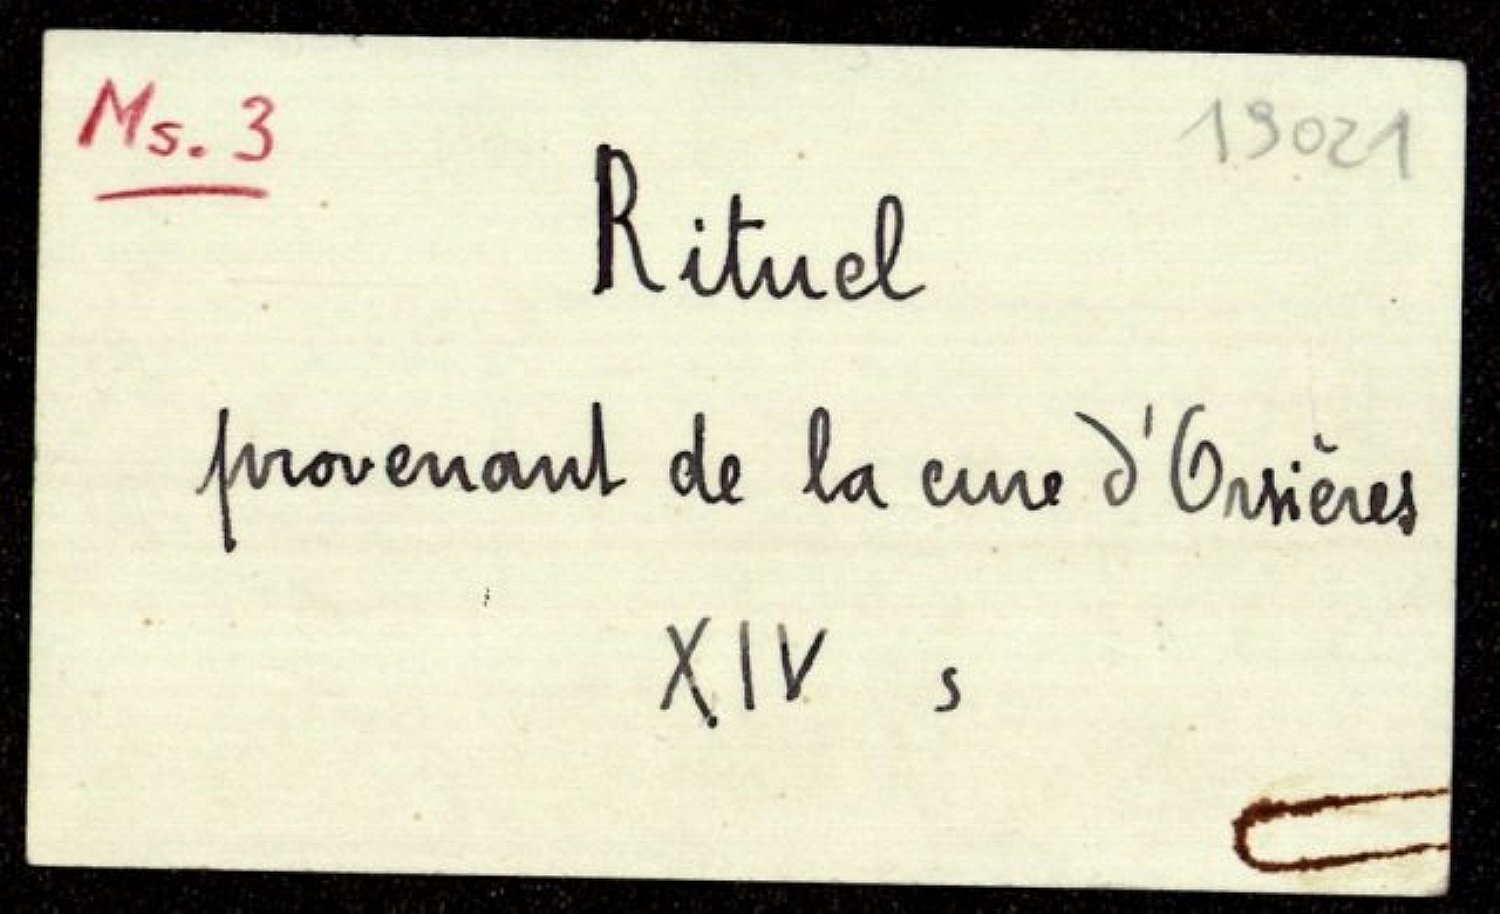 Ms. 3
19021
Rituel
provenant de la cure d'Orsières
XIV s